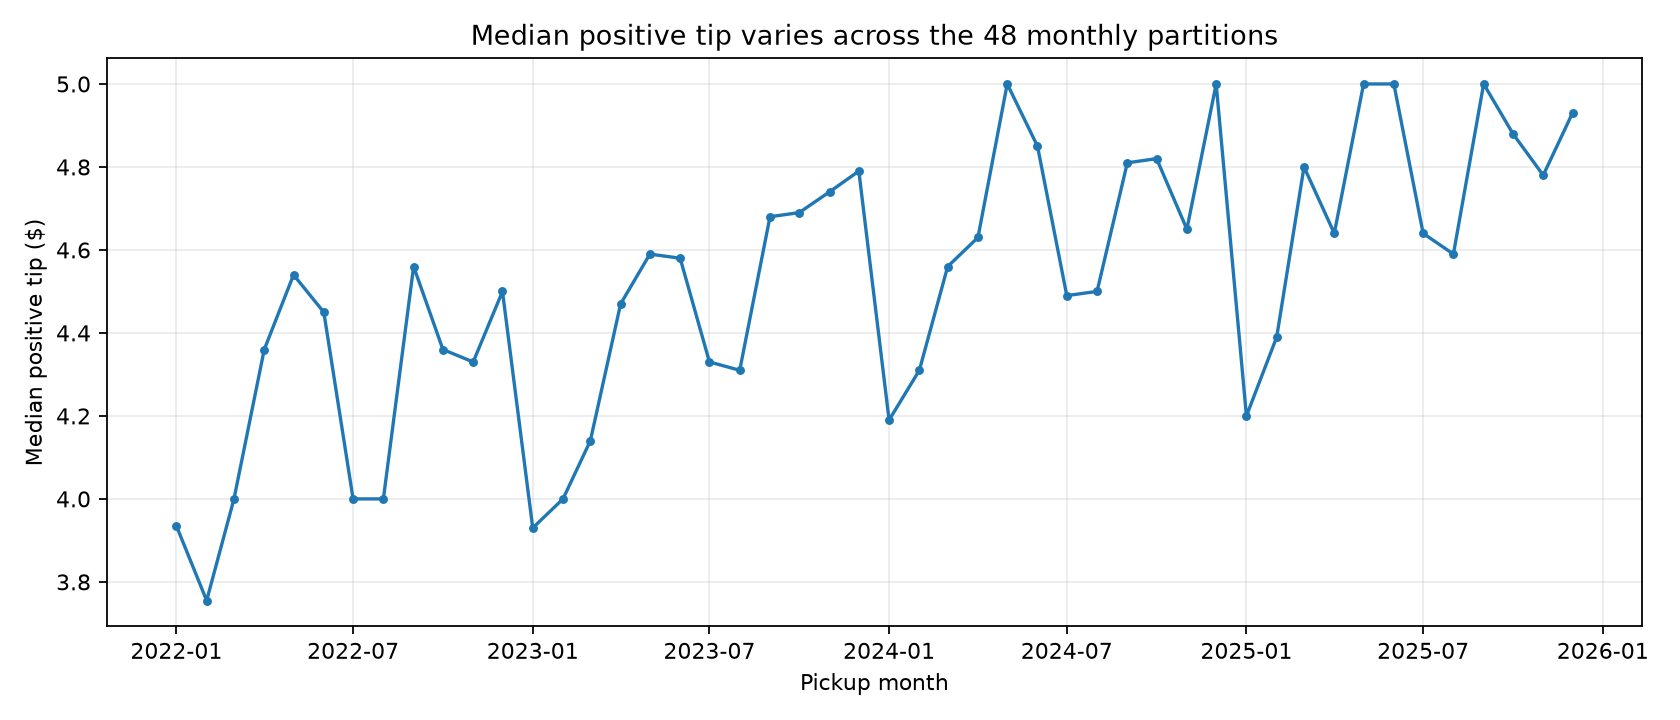 Median positive tip varies across the 48 monthly partitions
Median positive tip ($)
5.0
4.8
4.6
4.4
4.2
4.0
3.8
2022-01 2022-07 2023-01 2023-07 2024-01 2024-07 2025-01 2025-07 2026-01
Pickup month